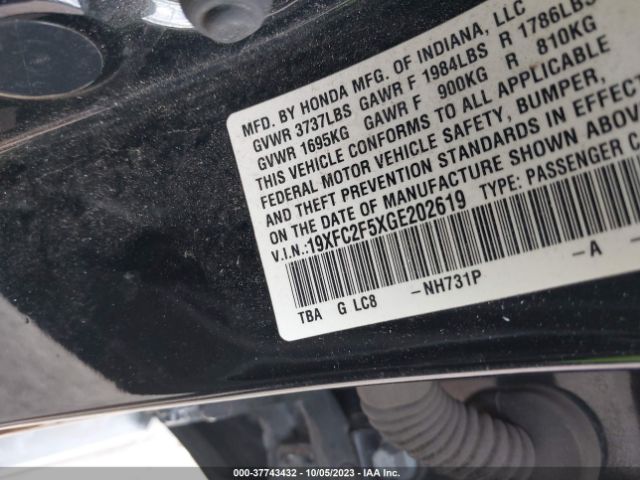 MFD. BY HONDA MFG. OF INDIANA, LLC
GVWR 3737LBS GAWR F 1984LBS R 1786LBS
GVWR 1695KG GAWR F 900KG R 810KG
THIS VEHICLE CONFORMS TO ALL APPLICABLE
FEDERAL MOTOR VEHICLE SAFETY, BUMPER,
AND THEFT PREVENTION STANDARDS IN EFFECT
ON THE DATE OF MANUFACTURE SHOWN ABOVE
V.I.N.:19XFC2F5XGE202619 TYPE: PASSENGER C
TBA G LC8 -NH731P -A -
000-37743432 - 10/05/2023 - IAA Inc.